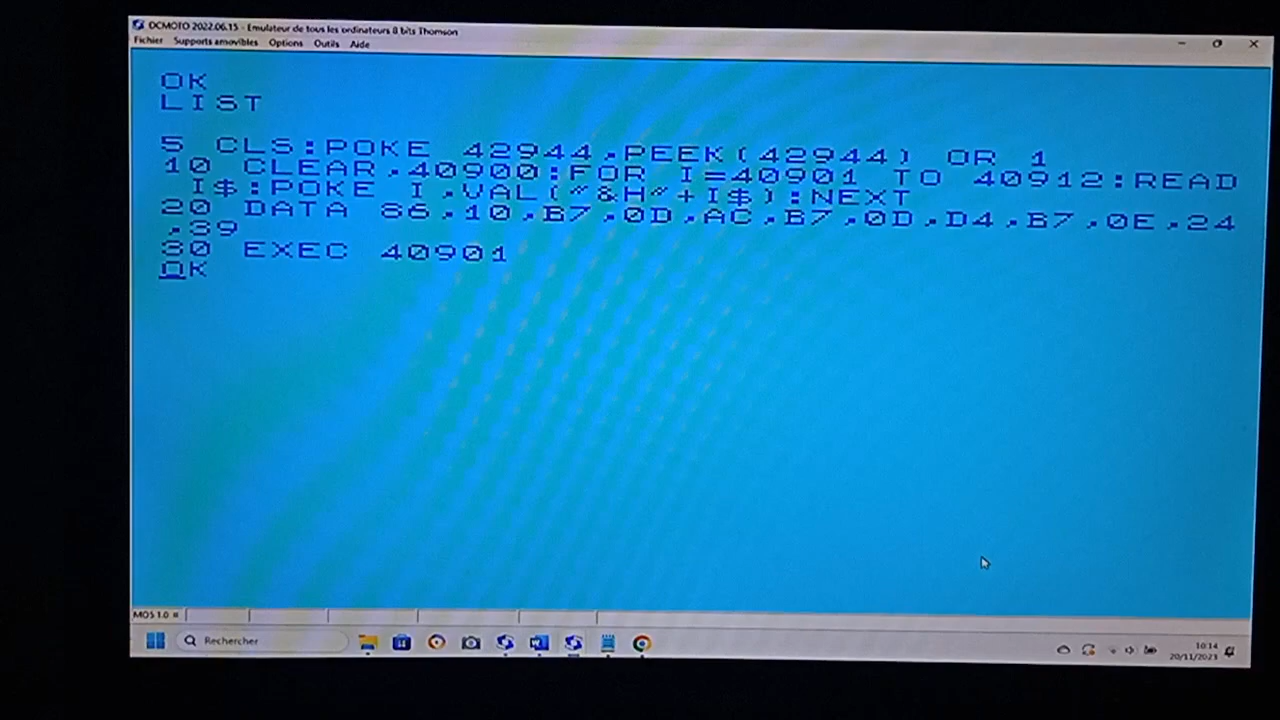 DCMOTO 2022.06.15 - Emulateur de tous les ordinateurs 8 bits Thomson
Fichier Supports amovibles Options Outils Aide
OK
LIST
5 CLS:POKE 42944,PEEK(42944) OR 1
10 CLEAR,40900:FOR I=40901 TO 40912:READ
I$:POKE I,VAL("&H"+I$):NEXT
20 DATA 86,10,B7,0D,AC,B7,0D,D4,B7,0E,24
,39
30 EXEC 40901
OK
MO5 1.0
Rechercher
10:14
20/11/2023